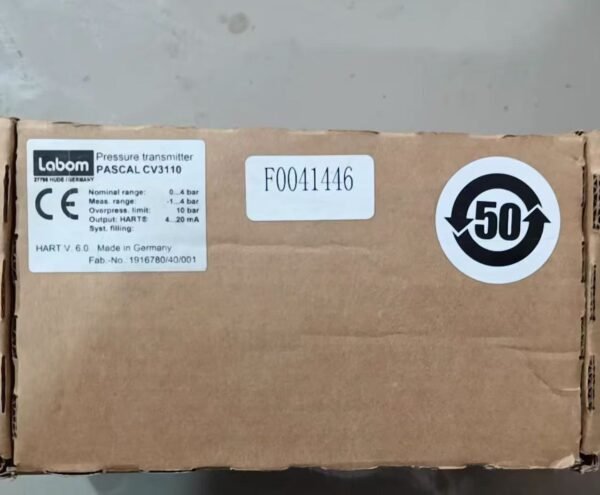 Labom
27798 HUDE / GERMANY
Pressure transmitter
PASCAL CV3110
CE
Nominal range: 0...4 bar
Meas. range: -1...4 bar
Overpress. limit: 10 bar
Output: HART® 4...20 mA
Syst. filling:
HART V. 6.0 Made in Germany
Fab.-No. 1916780/40/001
F0041446
50